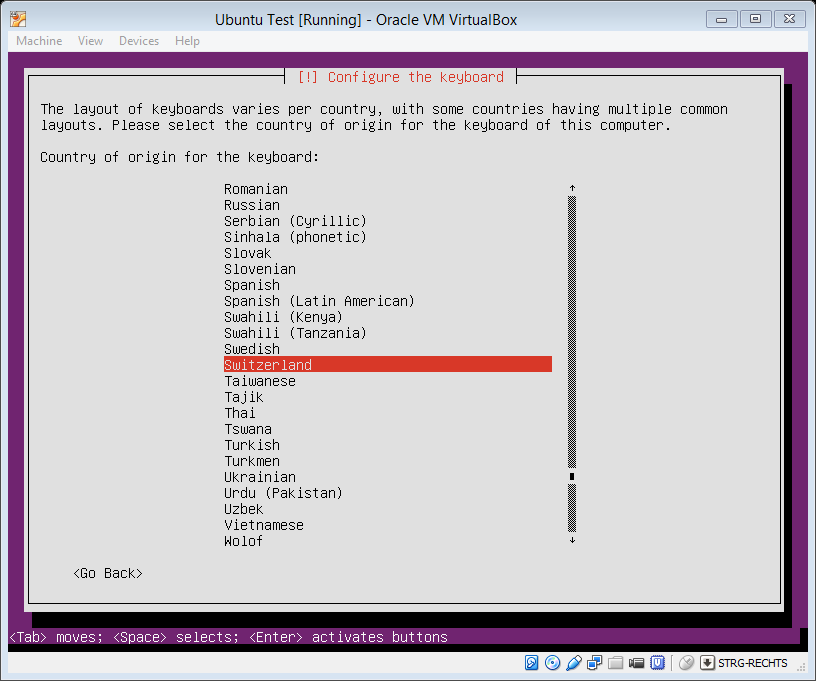 Ubuntu Test [Running] - Oracle VM VirtualBox
Machine View Devices Help
[!] Configure the keyboard
The layout of keyboards varies per country, with some countries having multiple common
layouts. Please select the country of origin for the keyboard of this computer.
Country of origin for the keyboard:
Romanian
Russian
Serbian (Cyrillic)
Sinhala (phonetic)
Slovak
Slovenian
Spanish
Spanish (Latin American)
Swahili (Kenya)
Swahili (Tanzania)
Swedish
Switzerland
Taiwanese
Tajik
Thai
Tswana
Turkish
Turkmen
Ukrainian
Urdu (Pakistan)
Uzbek
Vietnamese
Wolof
<Go Back>
<Tab> moves; <Space> selects; <Enter> activates buttons
STRG-RECHTS